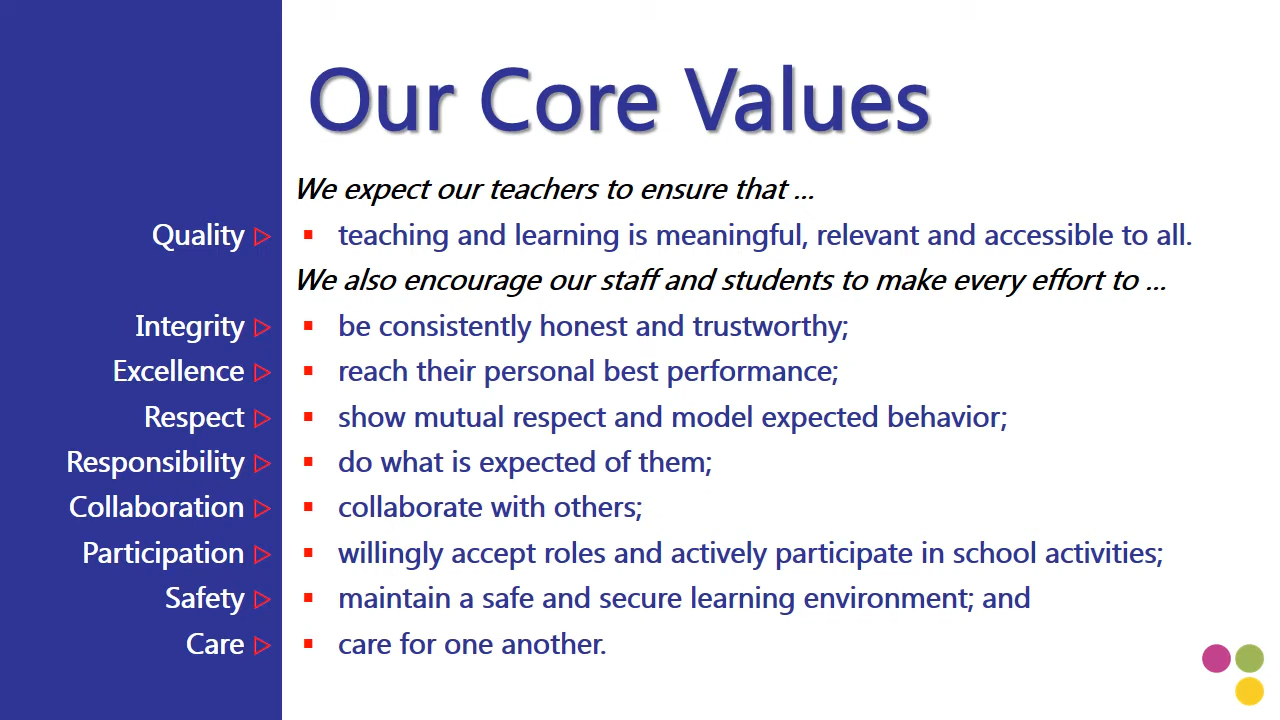 Our Core Values
We expect our teachers to ensure that ...
Quality ▷ ▪ teaching and learning is meaningful, relevant and accessible to all.
We also encourage our staff and students to make every effort to ...
Integrity ▷ ▪ be consistently honest and trustworthy;
Excellence ▷ ▪ reach their personal best performance;
Respect ▷ ▪ show mutual respect and model expected behavior;
Responsibility ▷ ▪ do what is expected of them;
Collaboration ▷ ▪ collaborate with others;
Participation ▷ ▪ willingly accept roles and actively participate in school activities;
Safety ▷ ▪ maintain a safe and secure learning environment; and
Care ▷ ▪ care for one another.